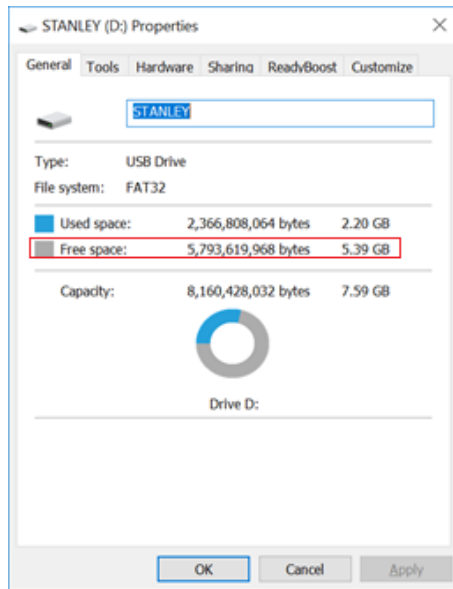 STANLEY (D:) Properties
General Tools Hardware Sharing ReadyBoost Customize
STANLEY
Type: USB Drive
File system: FAT32
Used space: 2,366,808,064 bytes 2.20 GB
Free space: 5,793,619,968 bytes 5.39 GB
Capacity: 8,160,428,032 bytes 7.59 GB
Drive D:
OK Cancel Apply